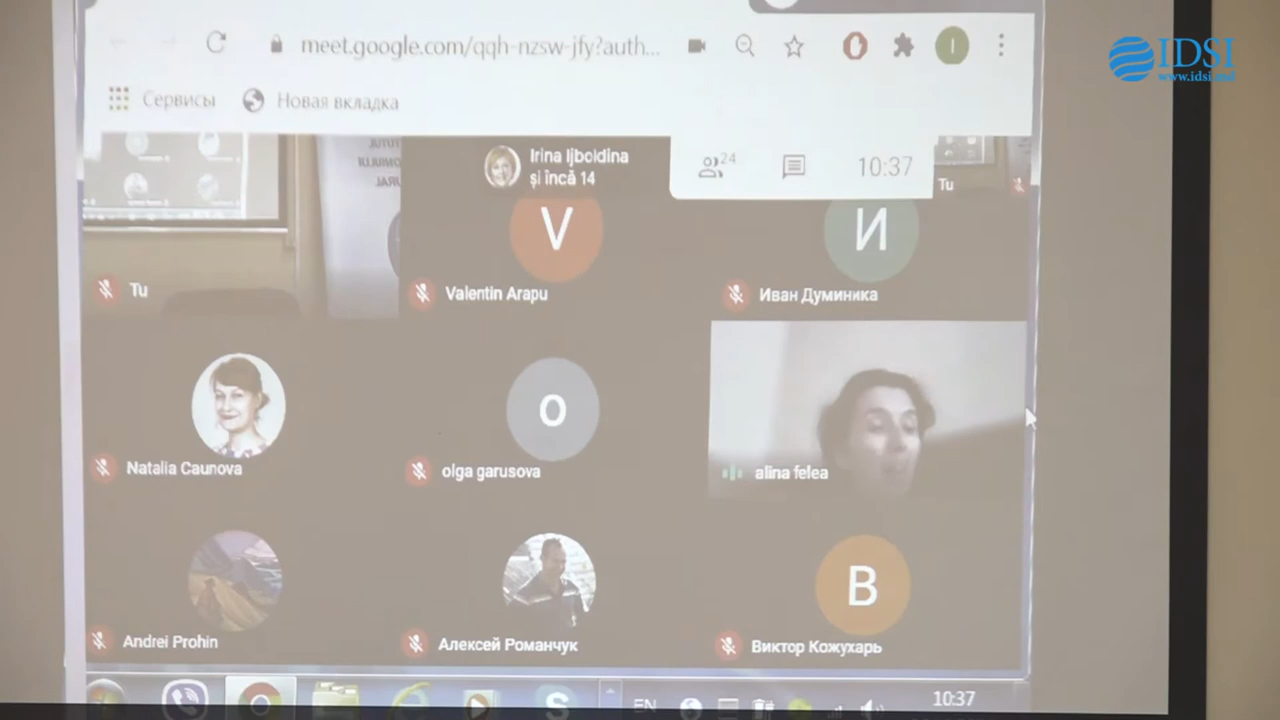 meet.google.com/qqh-nzsw-jfy?auth...
I
IDSI
www.idsi.md
Сервисы
Новая вкладка
Irina Ijboldina
și încă 14
24
10:37
Tu
V
И
Tu
Valentin Arapu
Иван Думиника
o
Natalia Caunova
olga garusova
alina felea
B
Andrei Prohin
Алексей Романчук
Виктор Кожухарь
S
EN
10:37